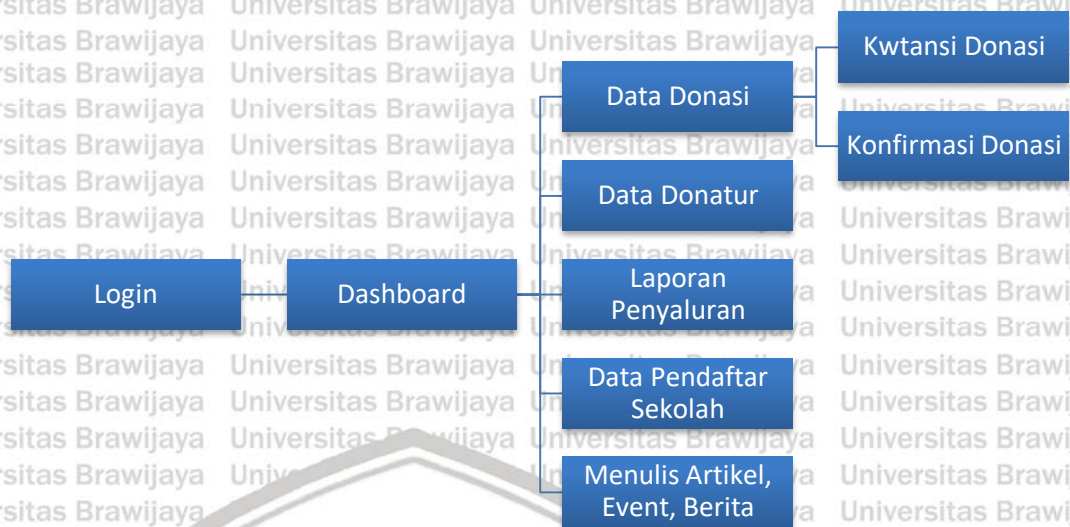 Kwtansi Donasi
Data Donasi
Konfirmasi Donasi
Data Donatur
Login
Dashboard
Laporan
Penyaluran
Data Pendaftar
Sekolah
Menulis Artikel,
Event, Berita
Universitas Brawijaya